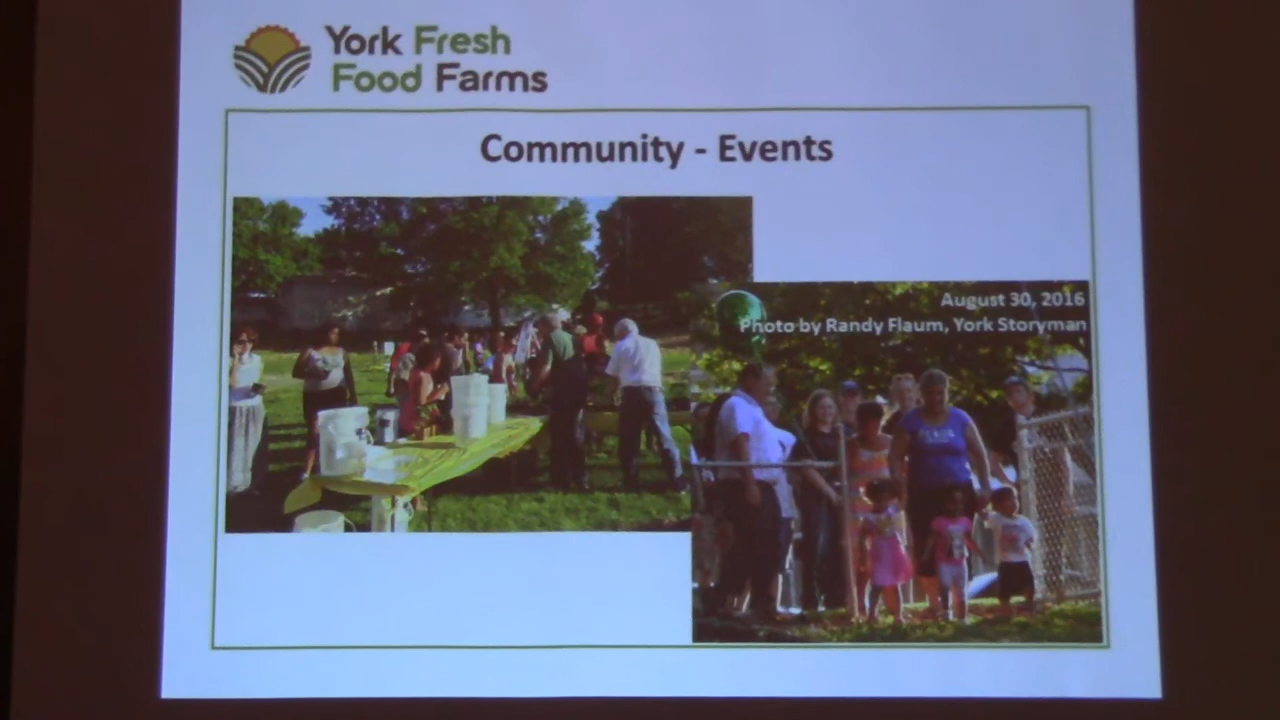 York Fresh
Food Farms
Community - Events
August 30, 2016
Photo by Randy Flaum, York Storyman